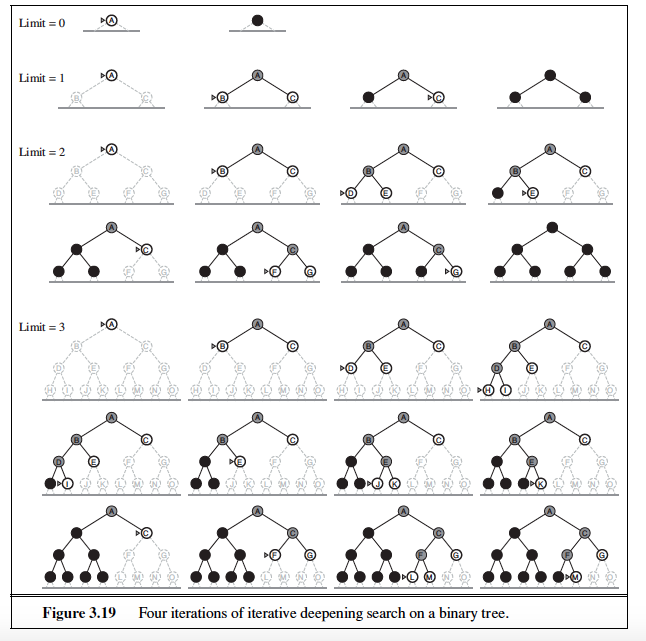 Limit = 0 A
Limit = 1 A A A
B C B C C
Limit = 2 A A A A
B C B C B C B C
D E F G D E F G D E F G E F G
A A A
C C C
F G F G G
Limit = 3 A A A A
B C B C B C B C
D E F G D E F G D E F G D E F G
H I J K L M N O H I J K L M N O H I J K L M N O H I J K L M N O
A A A A
B C B C B C B C
D E F G E F G E F G E F G
I J K L M N O J K L M N O J K L M N O K L M N O
A A A A
C C C C
F G F G F G F G
L M N O L M N O L M N O M N O
Figure 3.19 Four iterations of iterative deepening search on a binary tree.